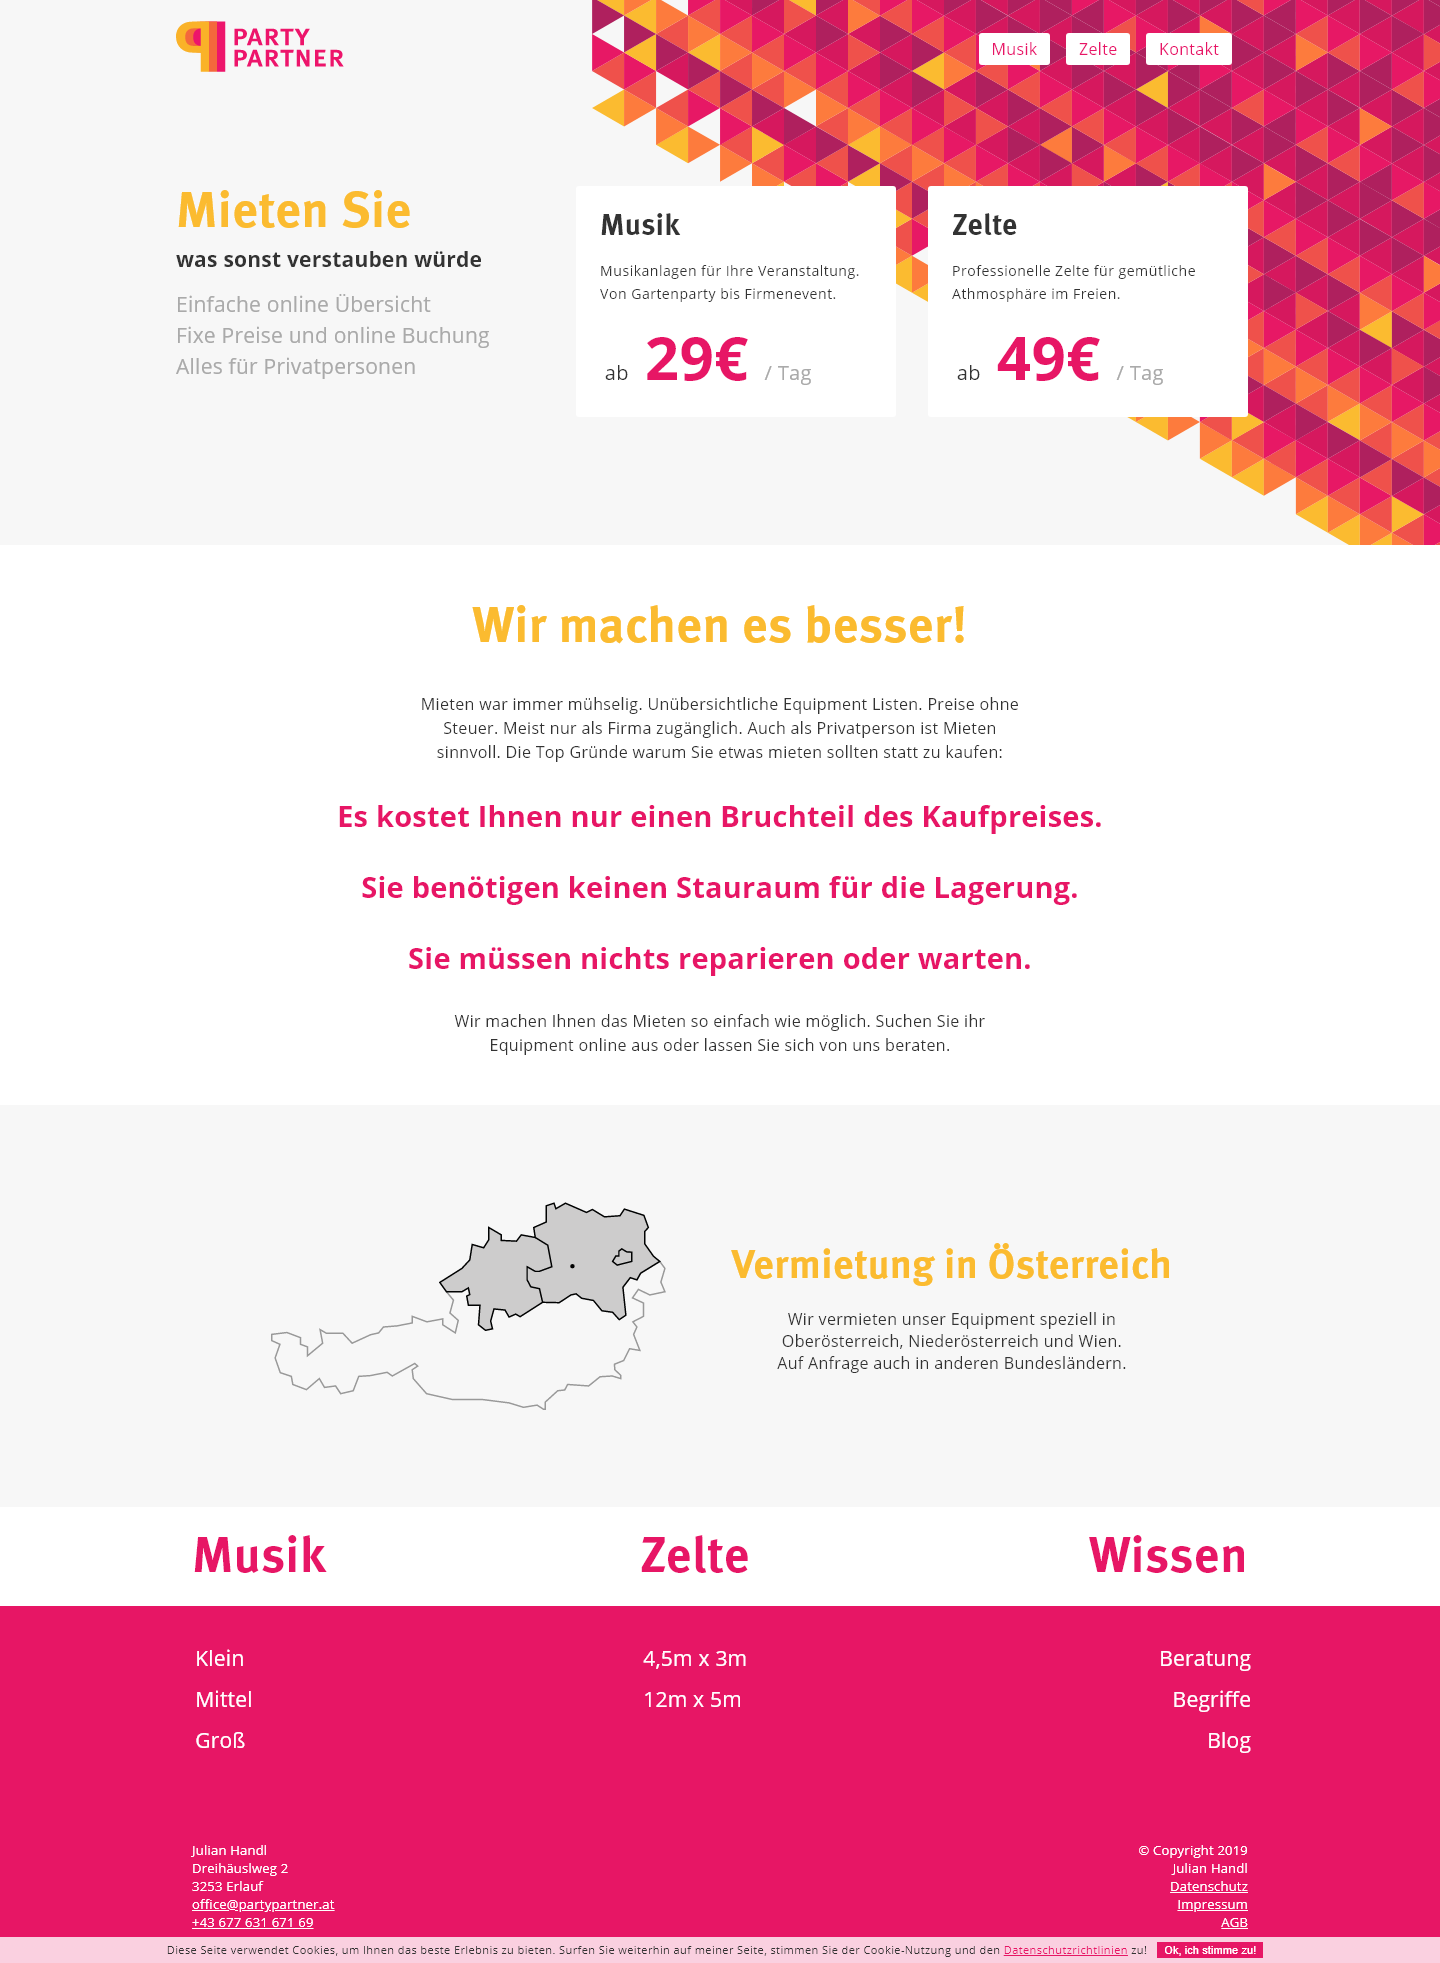 PARTY
PARTNER
Musik
Zelte
Kontakt
Mieten Sie
was sonst verstauben würde
Einfache online Übersicht
Fixe Preise und online Buchung
Alles für Privatpersonen
Musik
Musikanlagen für Ihre Veranstaltung.
Von Gartenparty bis Firmenevent.
ab 29€ / Tag
Zelte
Professionelle Zelte für gemütliche
Athmosphäre im Freien.
ab 49€ / Tag
Wir machen es besser!
Mieten war immer mühselig. Unübersichtliche Equipment Listen. Preise ohne
Steuer. Meist nur als Firma zugänglich. Auch als Privatperson ist Mieten
sinnvoll. Die Top Gründe warum Sie etwas mieten sollten statt zu kaufen:
Es kostet Ihnen nur einen Bruchteil des Kaufpreises.
Sie benötigen keinen Stauraum für die Lagerung.
Sie müssen nichts reparieren oder warten.
Wir machen Ihnen das Mieten so einfach wie möglich. Suchen Sie ihr
Equipment online aus oder lassen Sie sich von uns beraten.
Vermietung in Österreich
Wir vermieten unser Equipment speziell in
Oberösterreich, Niederösterreich und Wien.
Auf Anfrage auch in anderen Bundesländern.
Musik
Klein
Mittel
Groß
Zelte
4,5m x 3m
12m x 5m
Wissen
Beratung
Begriffe
Blog
Julian Handl
Dreihäuslweg 2
3253 Erlauf
office@partypartner.at
+43 677 631 671 69
© Copyright 2019
Julian Handl
Datenschutz
Impressum
AGB
Diese Seite verwendet Cookies, um Ihnen das beste Erlebnis zu bieten. Surfen Sie weiterhin auf meiner Seite, stimmen Sie der Cookie-Nutzung und den Datenschutzrichtlinien zu! Ok, ich stimme zu!